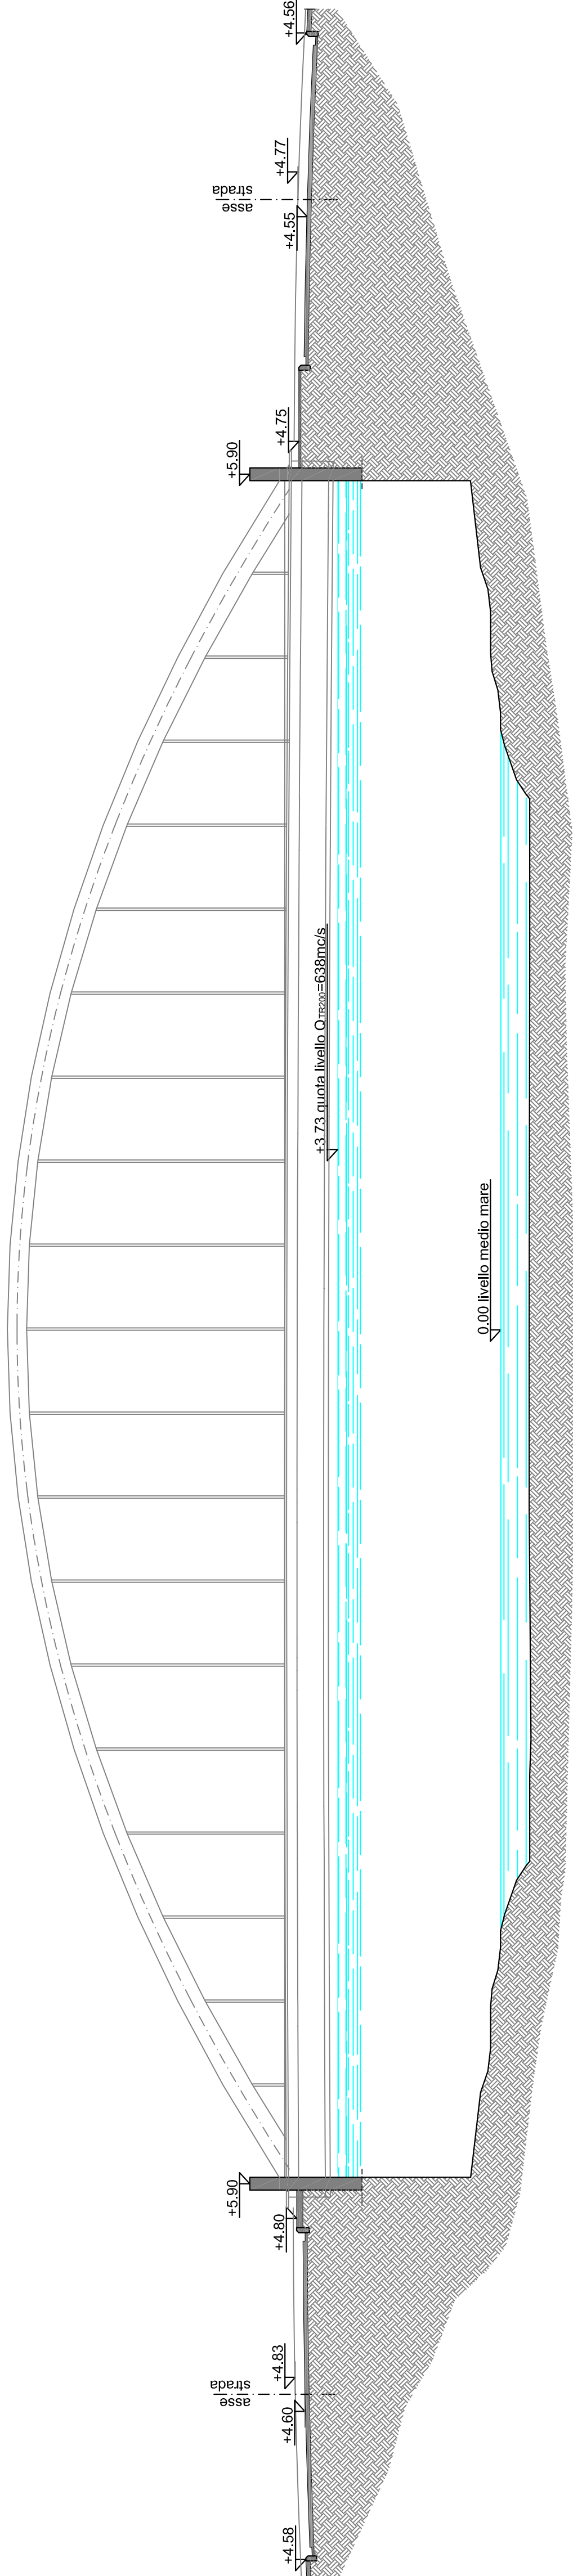 +4.58
+4.60
asse
strada
+4.83
+4.80
+5.90
0.00 livello medio mare
+3.73 quota livello QTR200=638mc/s
+5.90
+4.75
+4.55
asse
strada
+4.77
+4.56